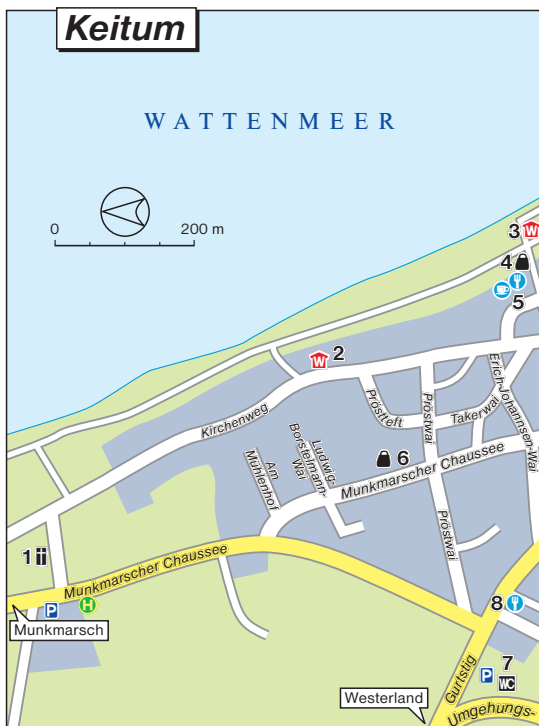 Keitum
WATTENMEER
0 200 m
3 W
4
5
W 2
Kirchenweg
Pröstteft
Pröstwai
Takerwai
Erich-Johannsen-Wai
Am
Mühlenhof
Ludwig-
Borstelmann-
Wai
6
Munkmarscher Chaussee
Pröstwai
1
Munkmarscher Chaussee
P
H
Munkmarsch
8
7
P
WC
Gurtstig
Westerland
Umgehungs-